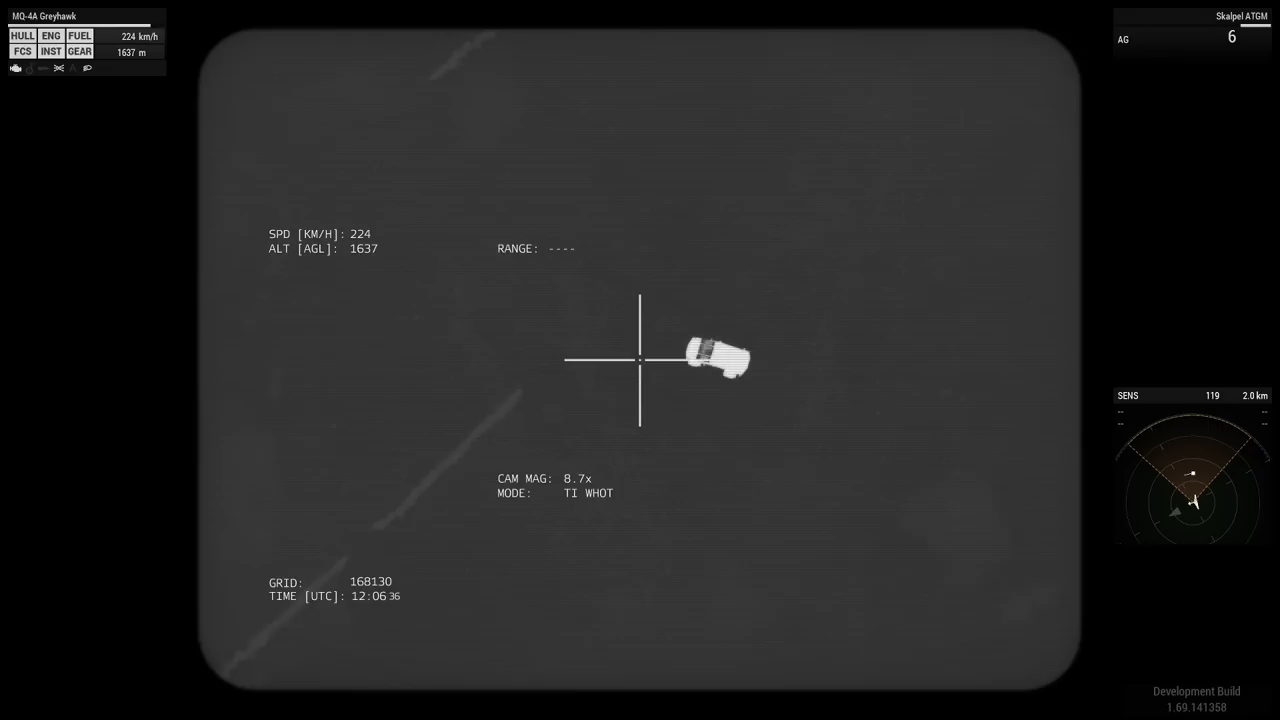 MQ-4A Greyhawk
HULL ENG FUEL 224 km/h
FCS INST GEAR 1637 m
Skalpel ATGM
AG 6
SPD [KM/H]: 224
ALT [AGL]: 1637
RANGE: ----
CAM MAG: 8.7x
MODE: TI WHOT
GRID: 168130
TIME [UTC]: 12:06 36
SENS 119 2.0 km
-- --
-- --
Development Build
1.69.141358